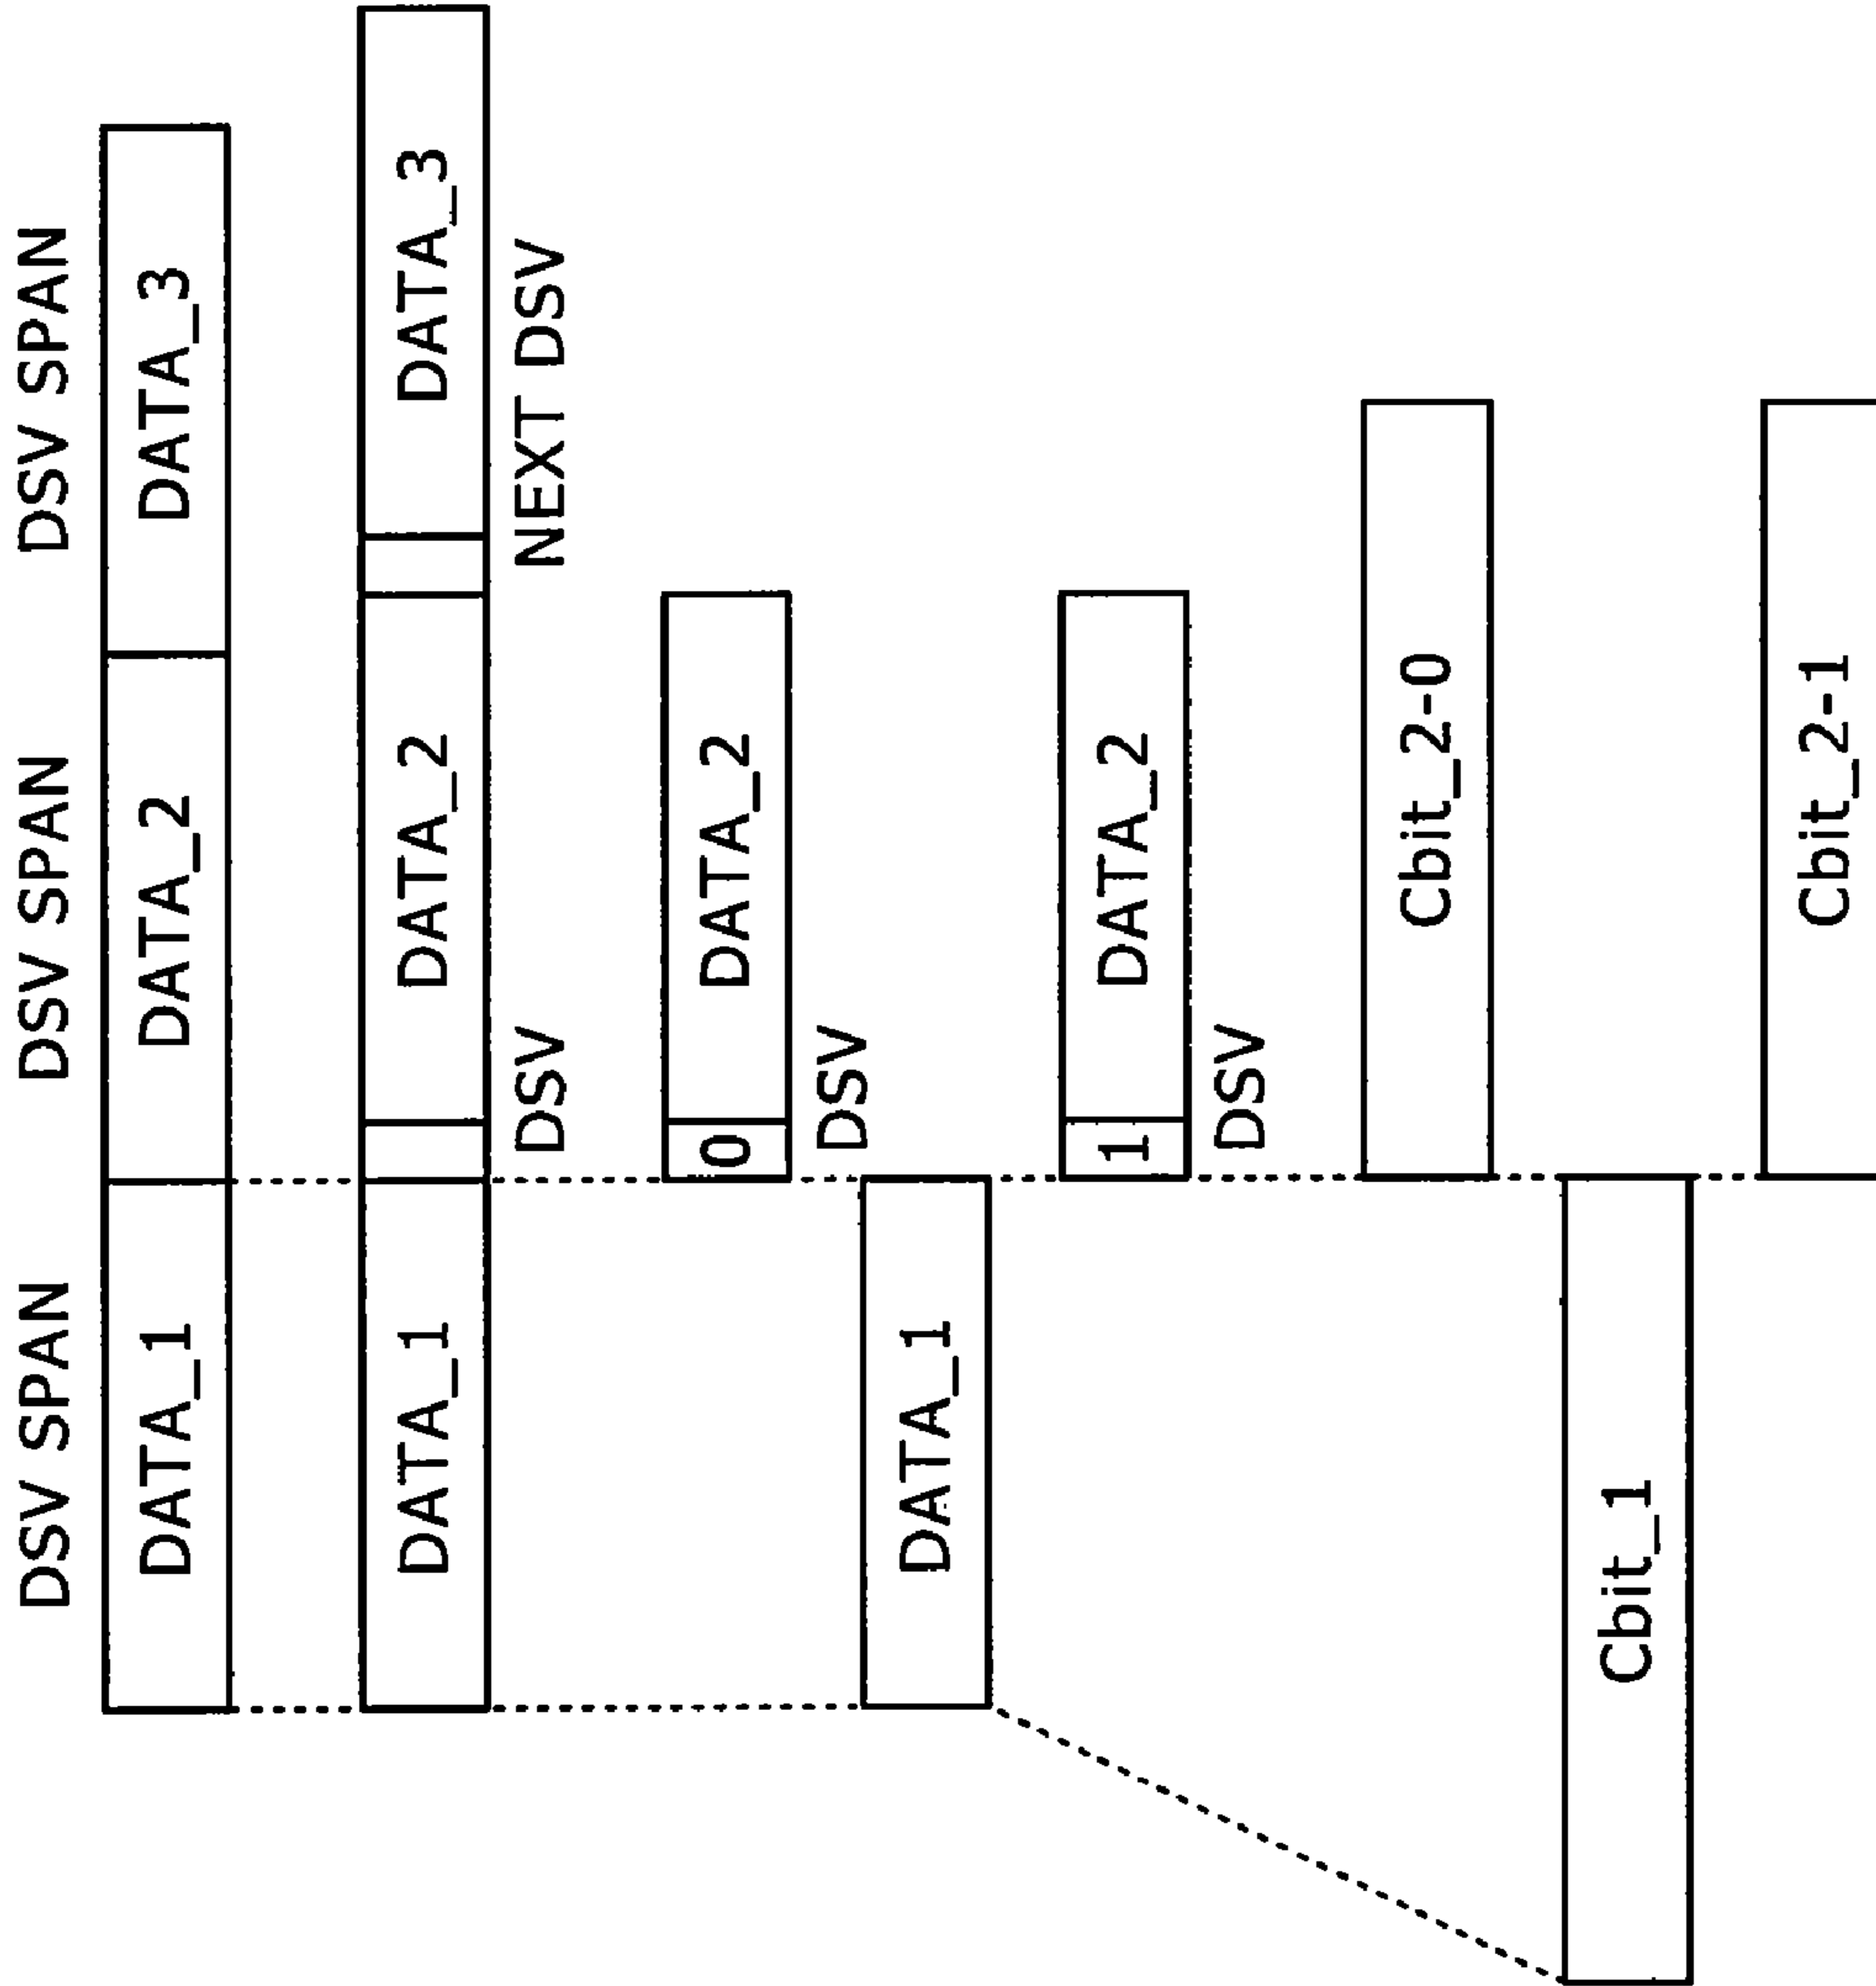 DSV SPAN DSV SPAN DSV SPAN
DATA_1 DATA_2 DATA_3
DATA_1 DATA_2 DATA_3
DSV NEXT DSV
0 DATA_2
DSV
DATA_1
1 DATA_2
DSV
Cbit_2-0
Cbit_1
Cbit_2-1